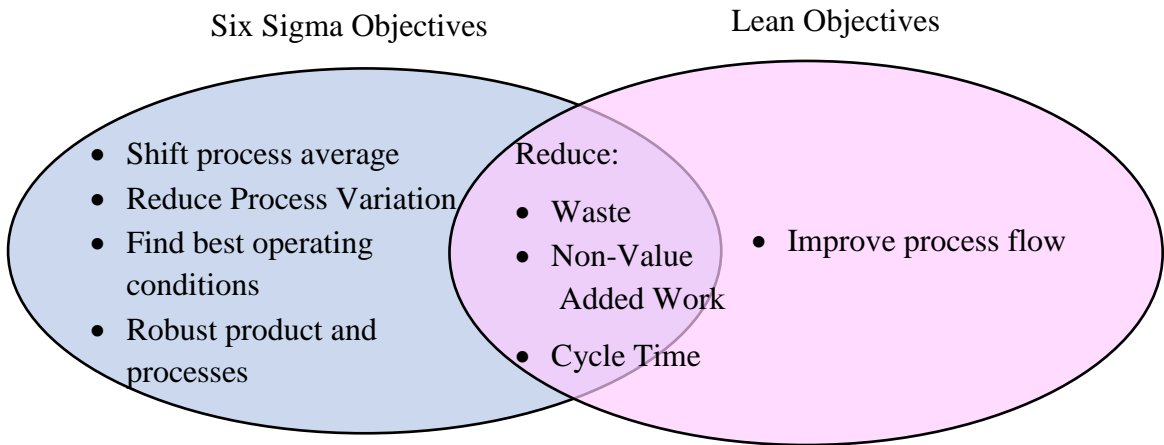 Six Sigma Objectives
Lean Objectives
• Shift process average
• Reduce Process Variation
• Find best operating
conditions
• Robust product and
processes
Reduce:
• Waste
• Non-Value
Added Work
• Cycle Time
• Improve process flow